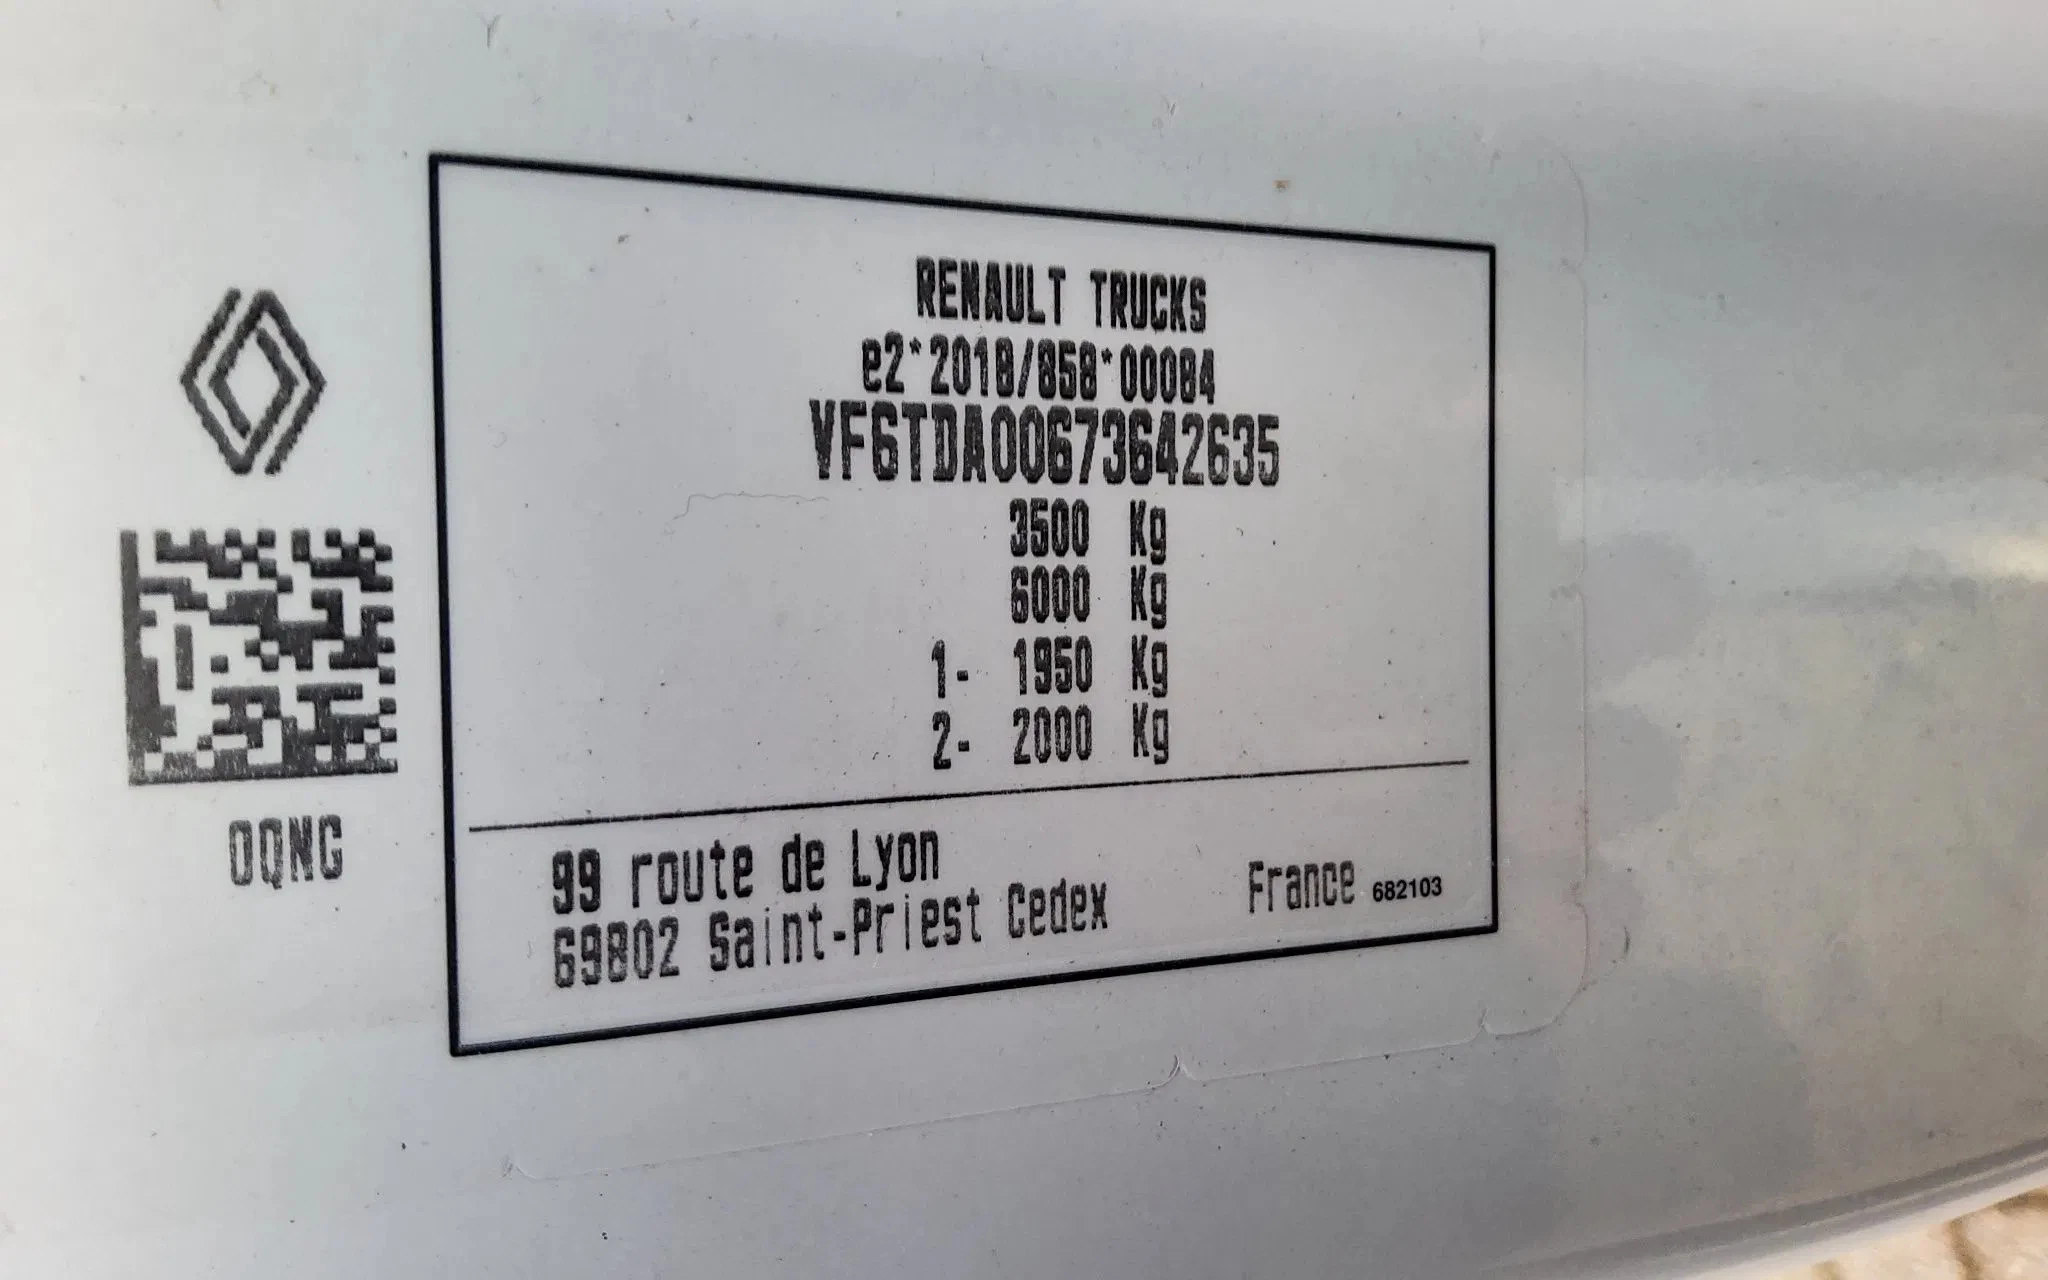 RENAULT TRUCKS
e2*2018/858*00084
VF6TDA00673642635
3500 Kg
6000 Kg
1- 1950 Kg
2- 2000 Kg
0QNG
99 route de Lyon
69802 Saint-Priest Cedex
France 682103